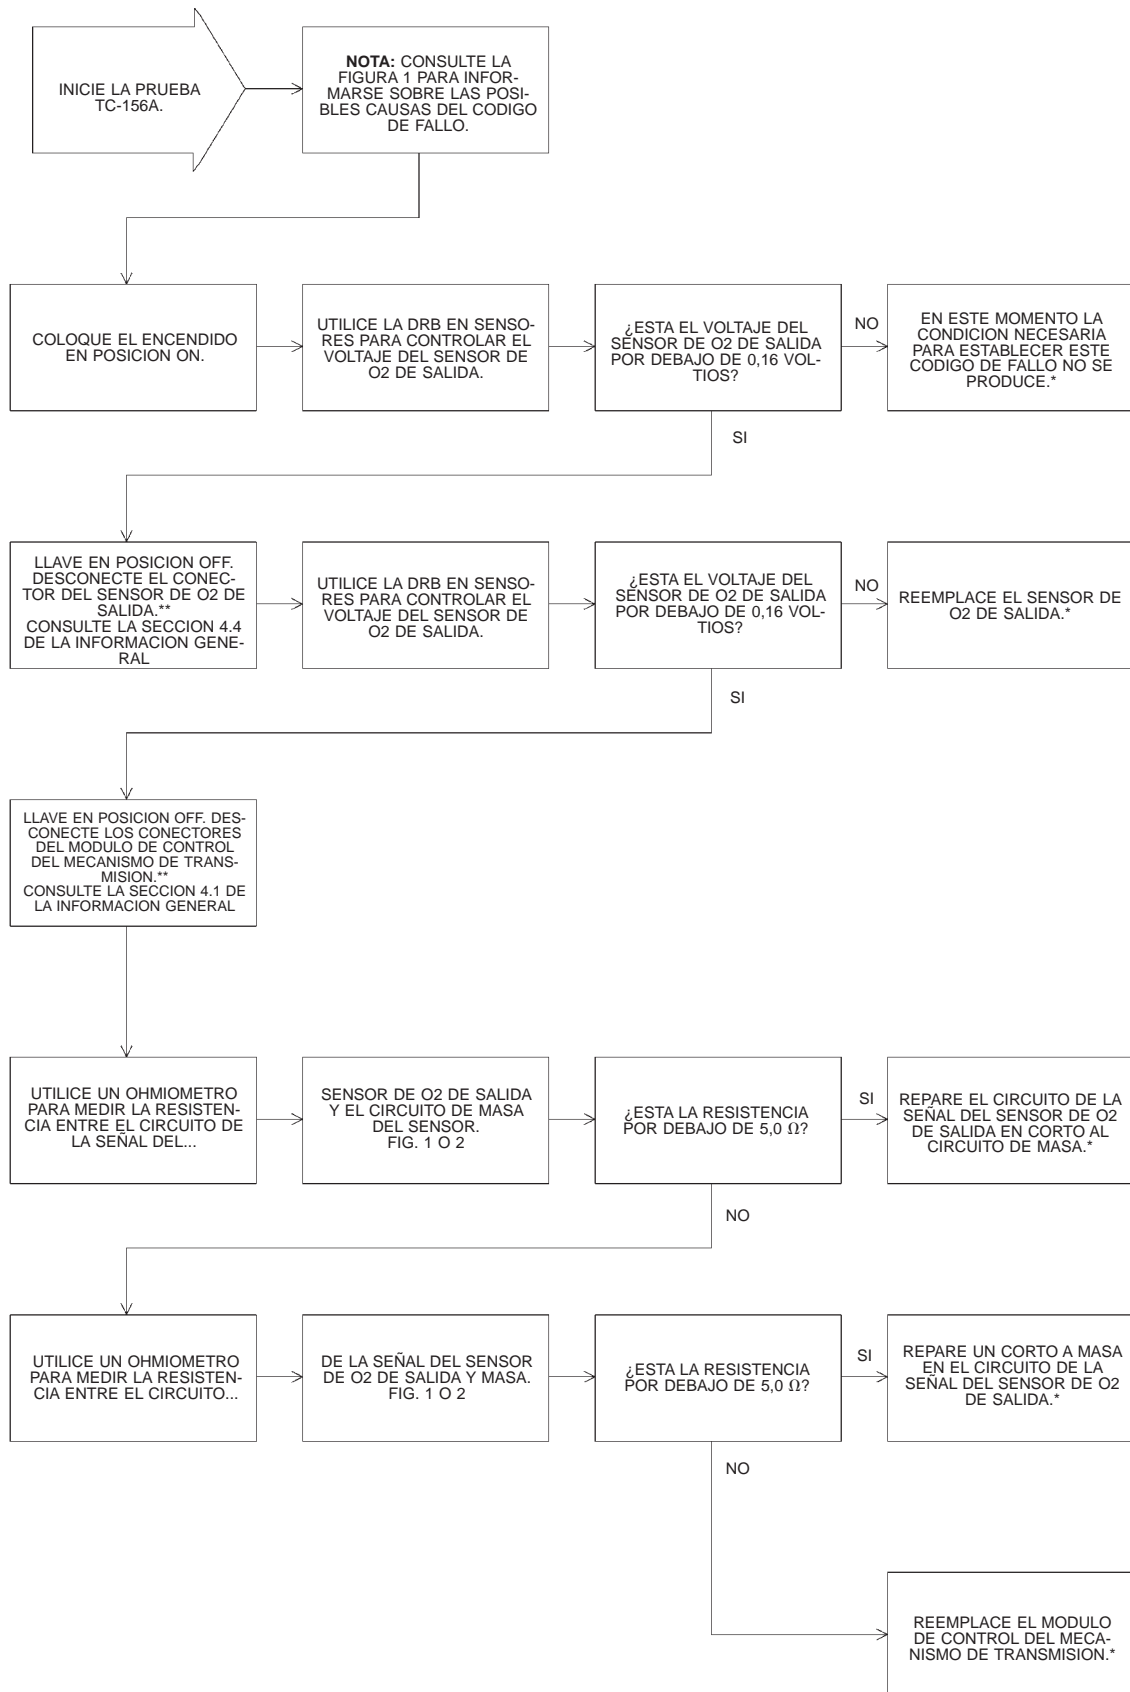 INICIE LA PRUEBA
TC-156A.
NOTA: CONSULTE LA
FIGURA 1 PARA INFOR-
MARSE SOBRE LAS POSI-
BLES CAUSAS DEL CODIGO
DE FALLO.
COLOQUE EL ENCENDIDO
EN POSICION ON.
UTILICE LA DRB EN SENSO-
RES PARA CONTROLAR EL
VOLTAJE DEL SENSOR DE
O2 DE SALIDA.
¿ESTA EL VOLTAJE DEL
SENSOR DE O2 DE SALIDA
POR DEBAJO DE 0,16 VOL-
TIOS?
NO
EN ESTE MOMENTO LA
CONDICION NECESARIA
PARA ESTABLECER ESTE
CODIGO DE FALLO NO SE
PRODUCE.*
SI
LLAVE EN POSICION OFF.
DESCONECTE EL CONEC-
TOR DEL SENSOR DE O2 DE
SALIDA.**
CONSULTE LA SECCION 4.4
DE LA INFORMACION GENE-
RAL
UTILICE LA DRB EN SENSO-
RES PARA CONTROLAR EL
VOLTAJE DEL SENSOR DE
O2 DE SALIDA.
¿ESTA EL VOLTAJE DEL
SENSOR DE O2 DE SALIDA
POR DEBAJO DE 0,16 VOL-
TIOS?
NO
REEMPLACE EL SENSOR DE
O2 DE SALIDA.*
SI
LLAVE EN POSICION OFF. DES-
CONECTE LOS CONECTORES
DEL MODULO DE CONTROL
DEL MECANISMO DE TRANS-
MISION.**
CONSULTE LA SECCION 4.1 DE
LA INFORMACION GENERAL
UTILICE UN OHMIOMETRO
PARA MEDIR LA RESISTEN-
CIA ENTRE EL CIRCUITO DE
LA SEÑAL DEL...
SENSOR DE O2 DE SALIDA
Y EL CIRCUITO DE MASA
DEL SENSOR.
FIG. 1 O 2
¿ESTA LA RESISTENCIA
POR DEBAJO DE 5,0 Ω?
SI
REPARE EL CIRCUITO DE LA
SEÑAL DEL SENSOR DE O2
DE SALIDA EN CORTO AL
CIRCUITO DE MASA.*
NO
UTILICE UN OHMIOMETRO
PARA MEDIR LA RESISTEN-
CIA ENTRE EL CIRCUITO...
DE LA SEÑAL DEL SENSOR
DE O2 DE SALIDA Y MASA.
FIG. 1 O 2
¿ESTA LA RESISTENCIA
POR DEBAJO DE 5,0 Ω?
SI
REPARE UN CORTO A MASA
EN EL CIRCUITO DE LA
SEÑAL DEL SENSOR DE O2
DE SALIDA.*
NO
REEMPLACE EL MODULO
DE CONTROL DEL MECA-
NISMO DE TRANSMISION.*